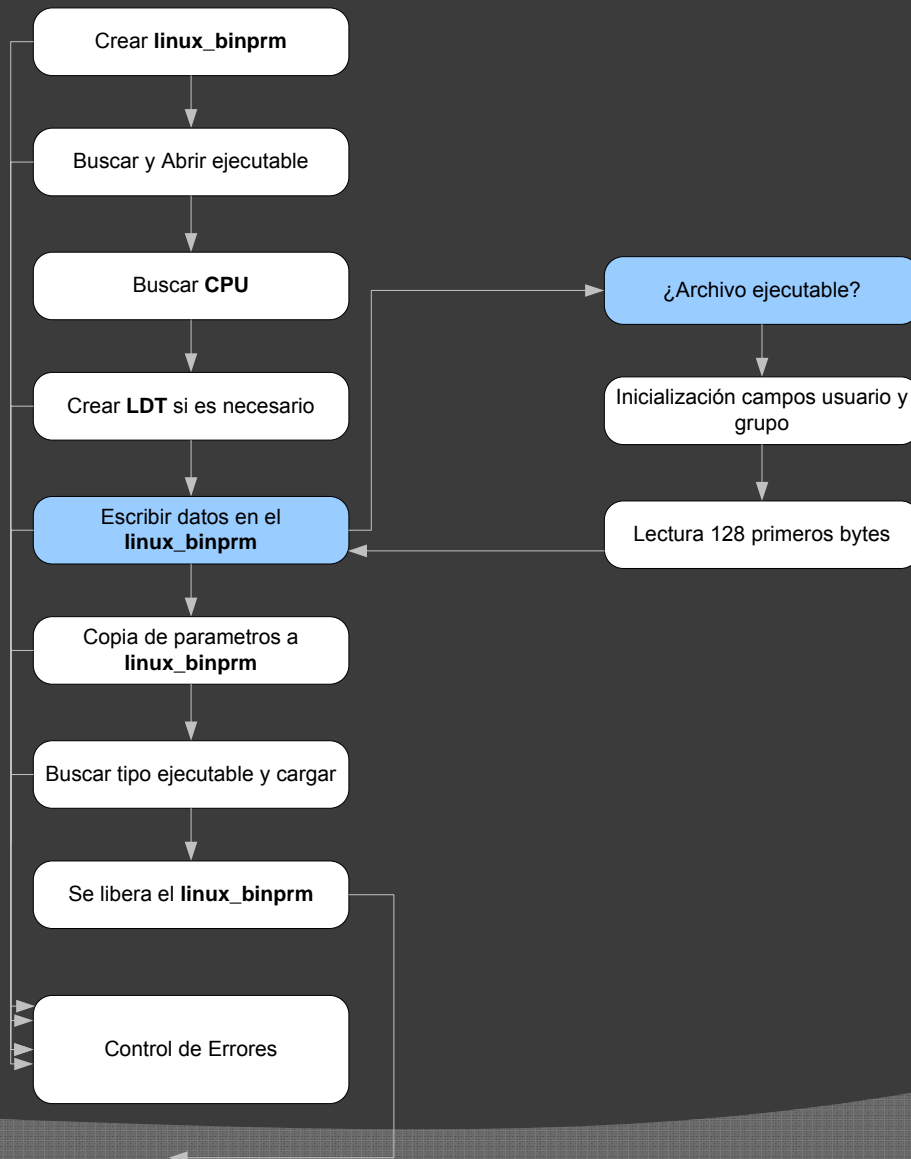 Crear linux_binprm
Buscar y Abrir ejecutable
Buscar CPU
Crear LDT si es necesario
Escribir datos en el
linux_binprm
Copia de parametros a
linux_binprm
Buscar tipo ejecutable y cargar
Se libera el linux_binprm
Control de Errores
¿Archivo ejecutable?
Inicialización campos usuario y
grupo
Lectura 128 primeros bytes